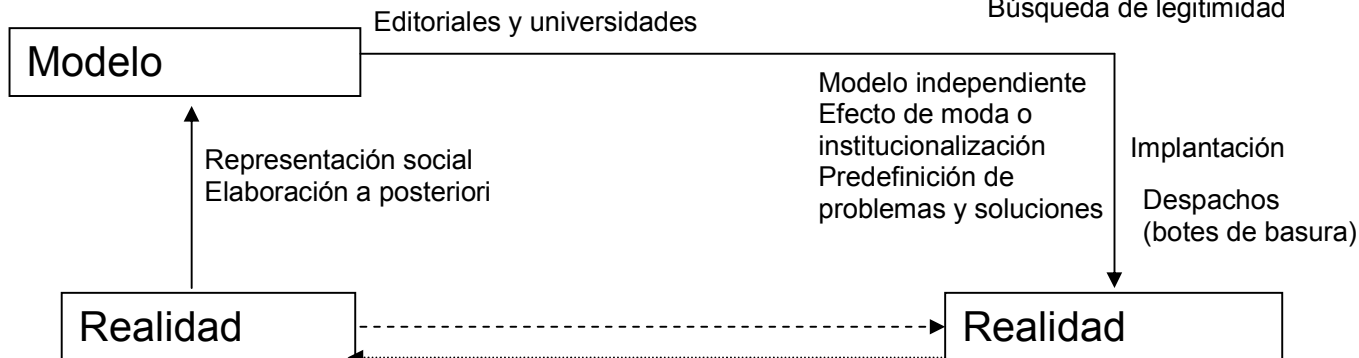 Búsqueda de legitimidad
Editoriales y universidades
Modelo
Modelo independiente
Efecto de moda o
institucionalización
Predefinición de
problemas y soluciones
Implantación
Despachos
(botes de basura)
Representación social
Elaboración a posteriori
Realidad
Realidad